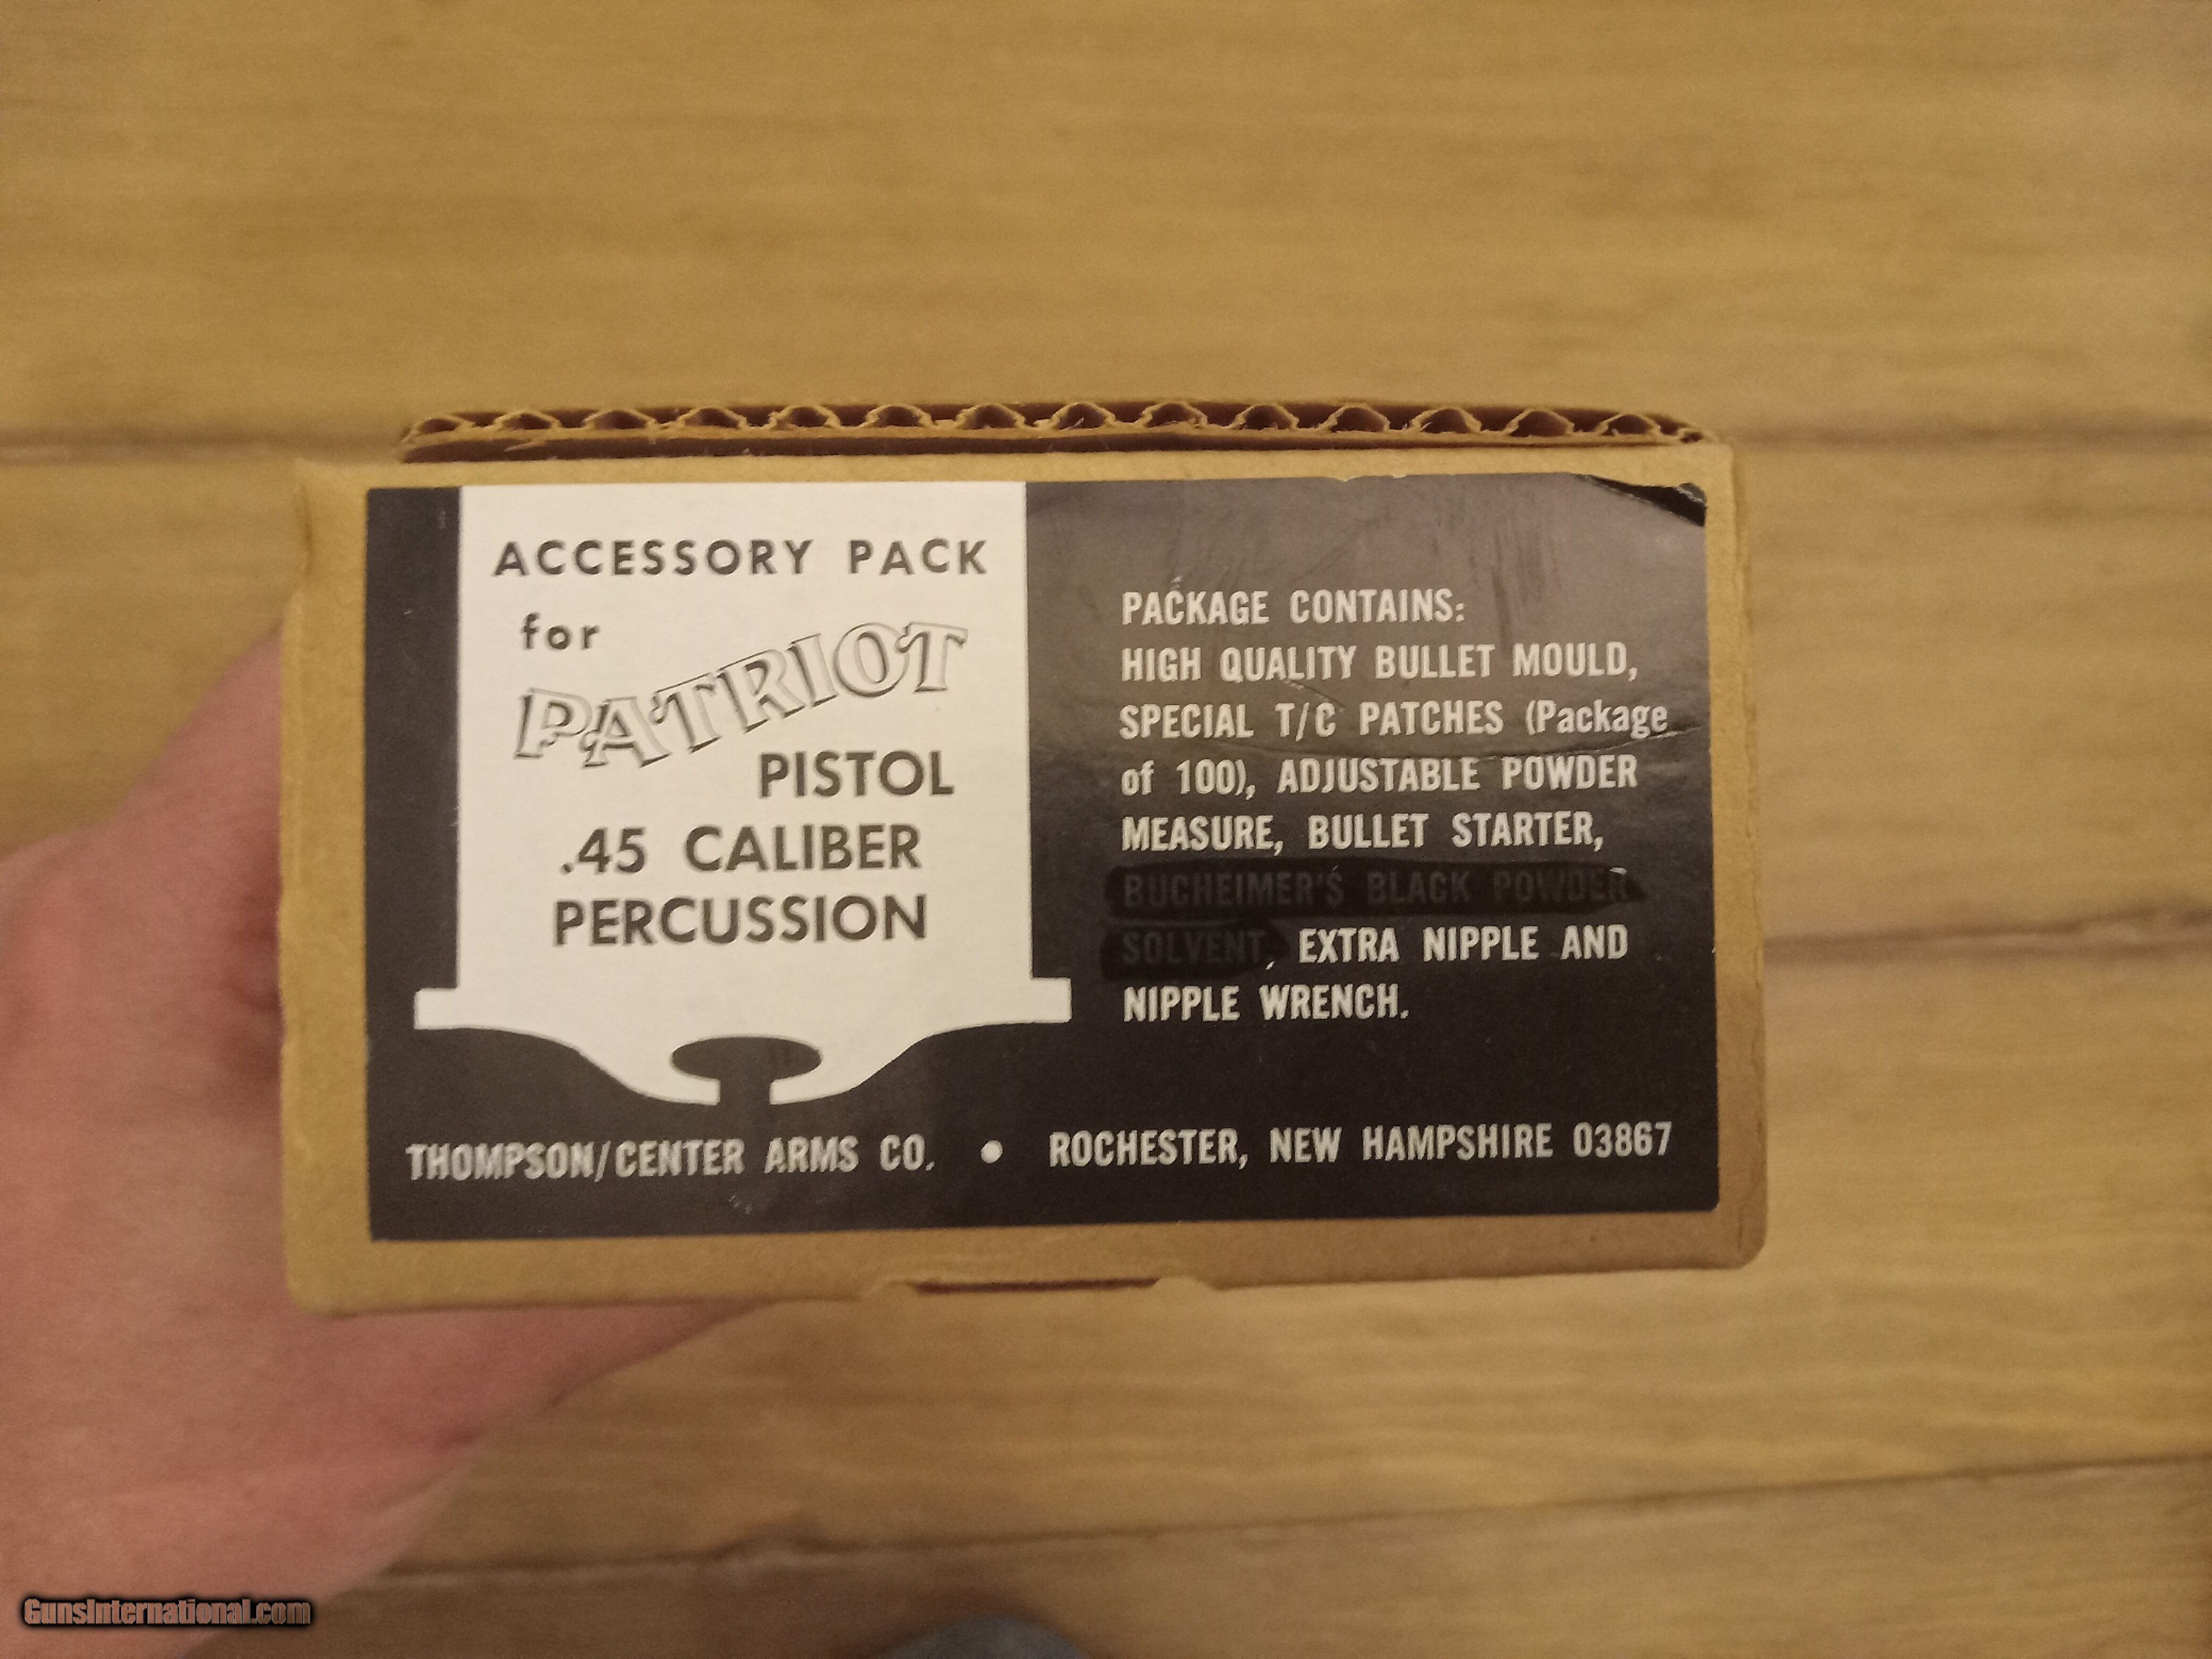 ACCESSORY PACK
for
PATRIOT
PISTOL
.45 CALIBER
PERCUSSION
PACKAGE CONTAINS:
HIGH QUALITY BULLET MOULD,
SPECIAL T/C PATCHES (Package
of 100), ADJUSTABLE POWDER
MEASURE, BULLET STARTER,
BUCHEIMER'S BLACK POWDER
SOLVENT, EXTRA NIPPLE AND
NIPPLE WRENCH.
THOMPSON/CENTER ARMS CO. • ROCHESTER, NEW HAMPSHIRE 03867
GunsInternational.com